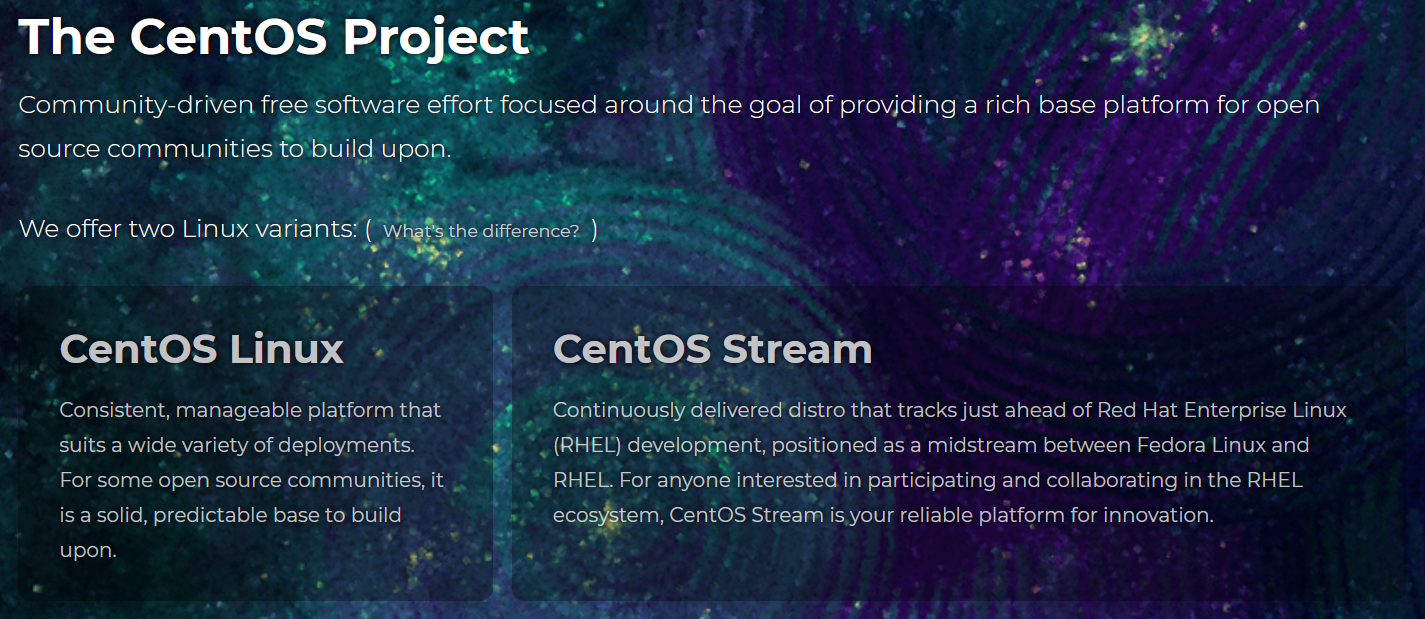 The CentOS Project
Community-driven free software effort focused around the goal of providing a rich base platform for open
source communities to build upon.
We offer two Linux variants: ( What's the difference? )
CentOS Linux
Consistent, manageable platform that
suits a wide variety of deployments.
For some open source communities, it
is a solid, predictable base to build
upon.
CentOS Stream
Continuously delivered distro that tracks just ahead of Red Hat Enterprise Linux
(RHEL) development, positioned as a midstream between Fedora Linux and
RHEL. For anyone interested in participating and collaborating in the RHEL
ecosystem, CentOS Stream is your reliable platform for innovation.